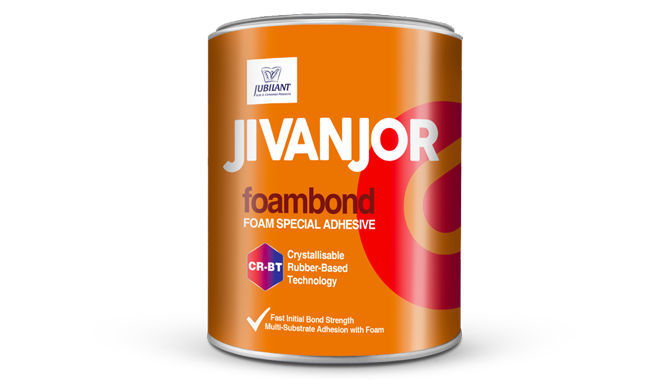 JUBILANT
JIVANJOR
foambond
FOAM SPECIAL ADHESIVE
CR-BT
Crystallisable
Rubber-Based
Technology
Fast Initial Bond Strength
Multi-Substrate Adhesion with Foam